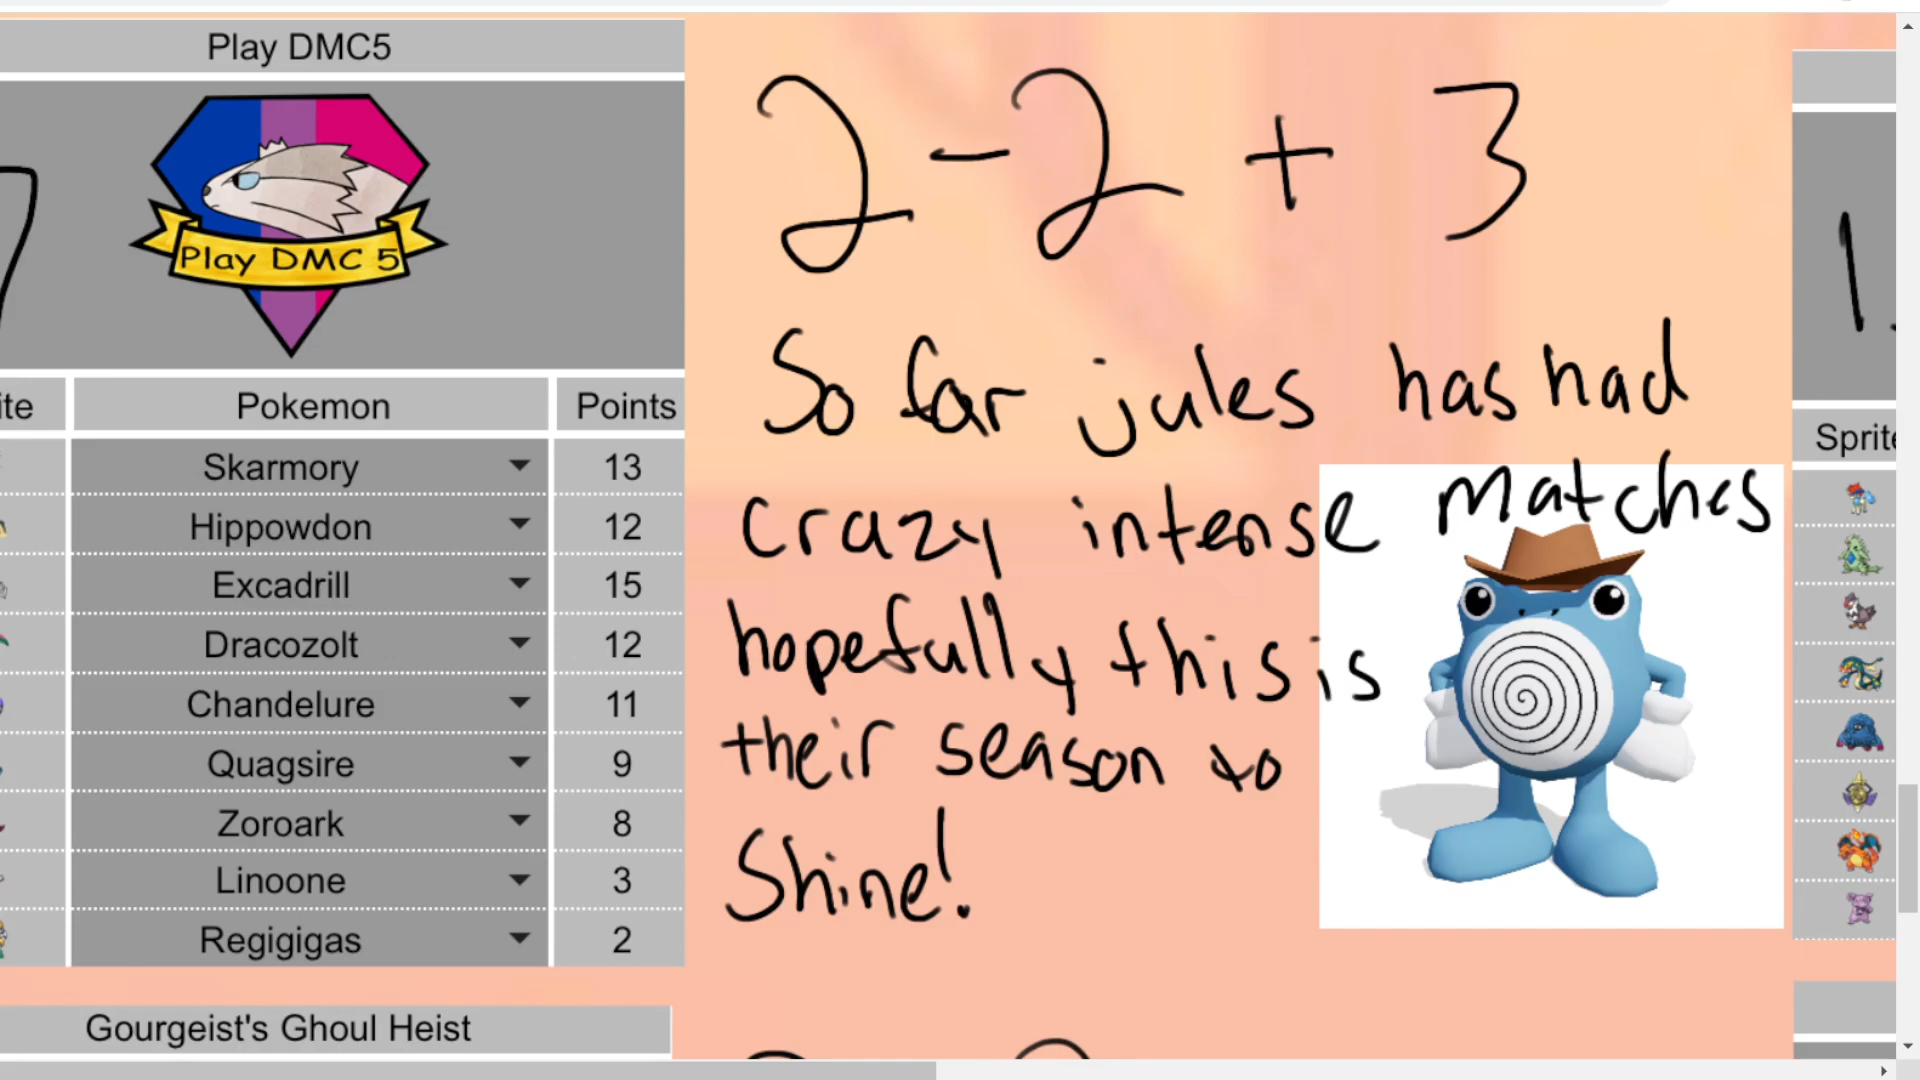 Play DMC5
Play DMC 5
Pokemon
Points
Skarmory
13
Hippowdon
12
Excadrill
15
Dracozolt
12
Chandelure
11
Quagsire
9
Zoroark
8
Linoone
3
Regigigas
2
Gourgeist's Ghoul Heist
2-2 + 3
So far jules has had
crazy intense matches
hopefully this is
their season to
Shine!